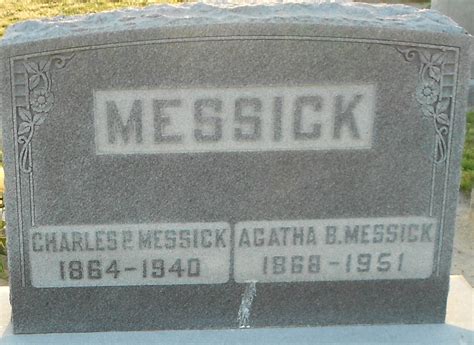 MESSICK
CHARLES P. MESSICK
1864-1940
AGATHA B. MESSICK
1868-1951